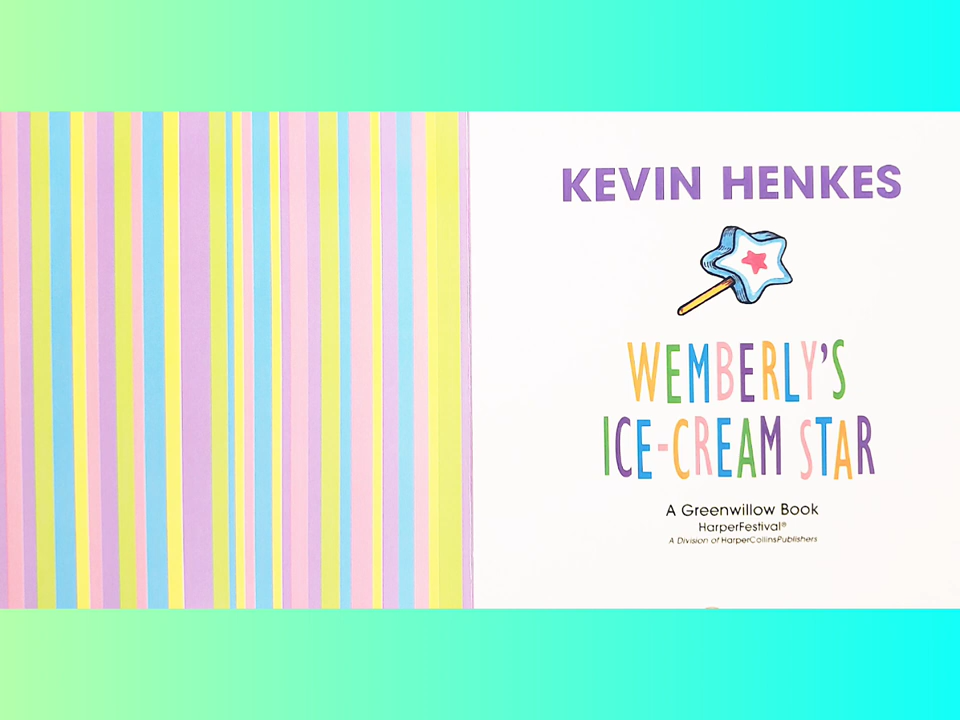 KEVIN HENKES
WEMBERLY'S
ICE-CREAM STAR
A Greenwillow Book
HarperFestival®
A Division of HarperCollinsPublishers